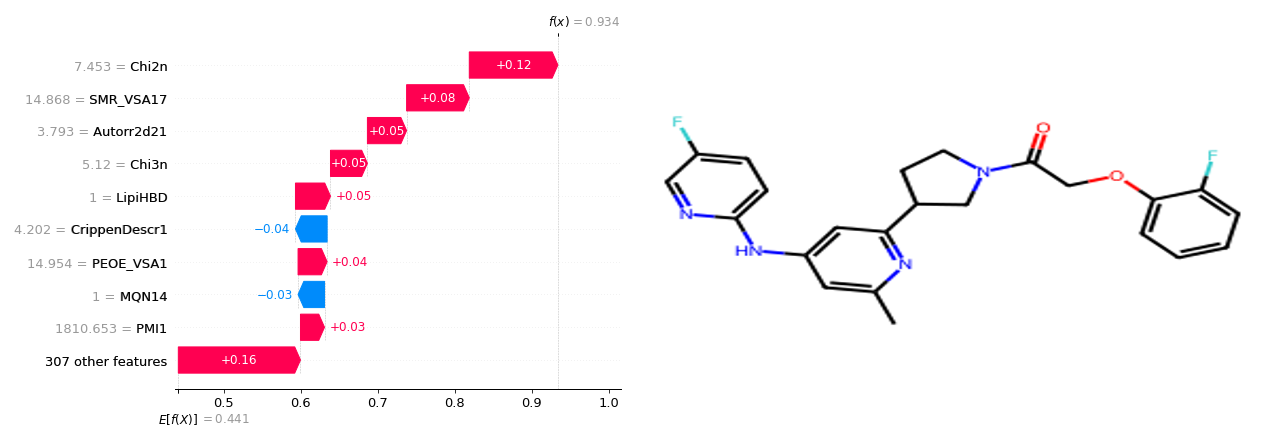 f(x) = 0.934
7.453 = Chi2n
+0.12
14.868 = SMR_VSA17
+0.08
3.793 = Autorr2d21
+0.05
5.12 = Chi3n
+0.05
1 = LipiHBD
+0.05
4.202 = CrippenDescr1
−0.04
14.954 = PEOE_VSA1
+0.04
1 = MQN14
−0.03
1810.653 = PMI1
+0.03
307 other features
+0.16
0.5 0.6 0.7 0.8 0.9 1.0
E[f(X)] = 0.441
F
N
HN
N
N
O
O
F